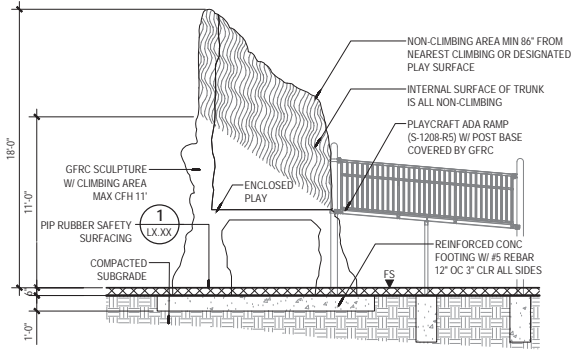 NON-CLIMBING AREA MIN 86" FROM
NEAREST CLIMBING OR DESIGNATED
PLAY SURFACE
INTERNAL SURFACE OF TRUNK
IS ALL NON-CLIMBING
PLAYCRAFT ADA RAMP
(S-1208-R5) W/ POST BASE
COVERED BY GFRC
18'-0"
11'-0"
GFRC SCULPTURE
W/ CLIMBING AREA
MAX CFH 11'
ENCLOSED
PLAY
1
LX.XX
PIP RUBBER SAFETY
SURFACING
COMPACTED
SUBGRADE
REINFORCED CONC
FOOTING W/ #5 REBAR
12" OC 3" CLR ALL SIDES
FS
6"
1'-0"